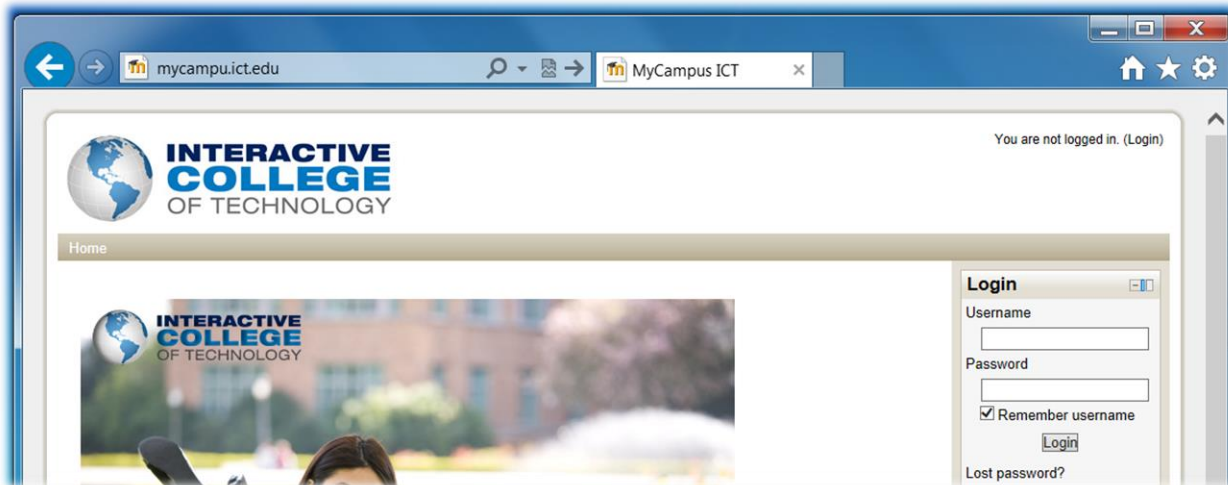 mycampu.ict.edu
MyCampus ICT
You are not logged in. (Login)
INTERACTIVE
COLLEGE
OF TECHNOLOGY
Home
INTERACTIVE
COLLEGE
OF TECHNOLOGY
Login
Username
Password
Remember username
Login
Lost password?